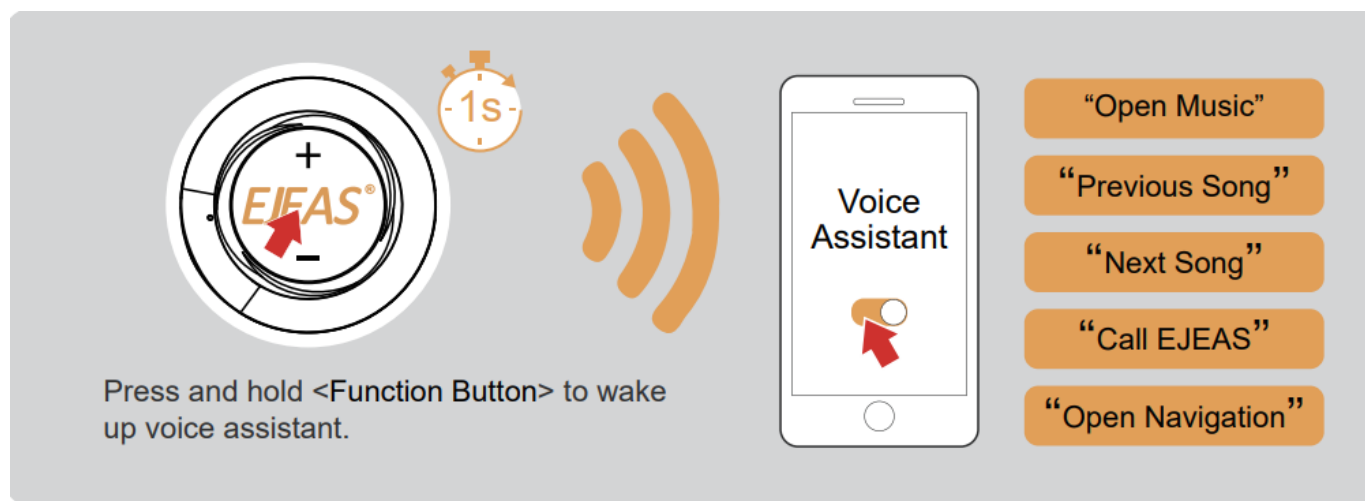 1s
+
EJEAS®
−
Press and hold <Function Button> to wake
up voice assistant.
Voice
Assistant
“Open Music”
“Previous Song”
“Next Song”
“Call EJEAS”
“Open Navigation”